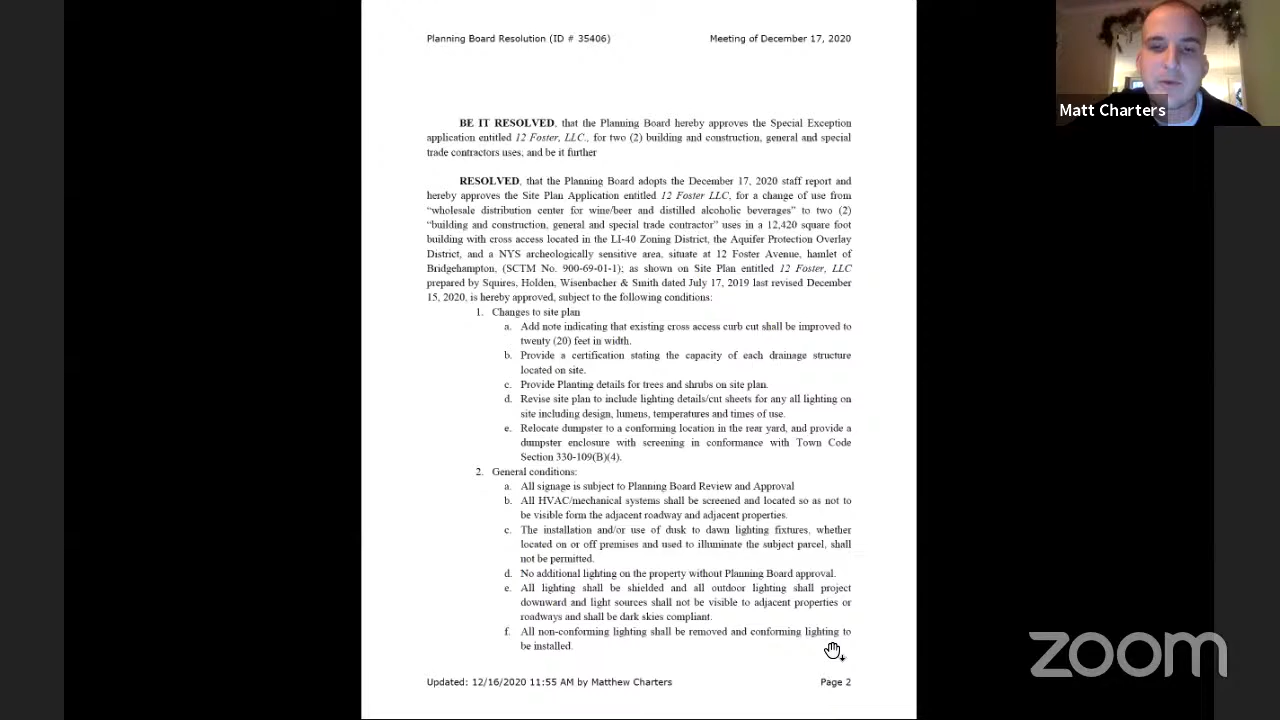 Planning Board Resolution (ID # 35406) Meeting of December 17, 2020
Matt Charters
BE IT RESOLVED, that the Planning Board hereby approves the Special Exception
application entitled 12 Foster, LLC., for two (2) building and construction, general and special
trade contractors uses; and be it further
RESOLVED, that the Planning Board adopts the December 17, 2020 staff report and
hereby approves the Site Plan Application entitled 12 Foster LLC, for a change of use from
“wholesale distribution center for wine/beer and distilled alcoholic beverages” to two (2)
“building and construction, general and special trade contractor” uses in a 12,420 square foot
building with cross access located in the LI-40 Zoning District, the Aquifer Protection Overlay
District, and a NYS archeologically sensitive area, situate at 12 Foster Avenue, hamlet of
Bridgehampton, (SCTM No. 900-69-01-1); as shown on Site Plan entitled 12 Foster, LLC
prepared by Squires, Holden, Wisenbacher & Smith dated July 17, 2019 last revised December
15, 2020, is hereby approved, subject to the following conditions:
1. Changes to site plan
a. Add note indicating that existing cross access curb cut shall be improved to
twenty (20) feet in width.
b. Provide a certification stating the capacity of each drainage structure
located on site.
c. Provide Planting details for trees and shrubs on site plan.
d. Revise site plan to include lighting details/cut sheets for any all lighting on
site including design, lumens, temperatures and times of use.
e. Relocate dumpster to a conforming location in the rear yard, and provide a
dumpster enclosure with screening in conformance with Town Code
Section 330-109(B)(4).
2. General conditions:
a. All signage is subject to Planning Board Review and Approval
b. All HVAC/mechanical systems shall be screened and located so as not to
be visible form the adjacent roadway and adjacent properties.
c. The installation and/or use of dusk to dawn lighting fixtures, whether
located on or off premises and used to illuminate the subject parcel, shall
not be permitted.
d. No additional lighting on the property without Planning Board approval.
e. All lighting shall be shielded and all outdoor lighting shall project
downward and light sources shall not be visible to adjacent properties or
roadways and shall be dark skies compliant.
f. All non-conforming lighting shall be removed and conforming lighting to
be installed.
zoom
Updated: 12/16/2020 11:55 AM by Matthew Charters Page 2